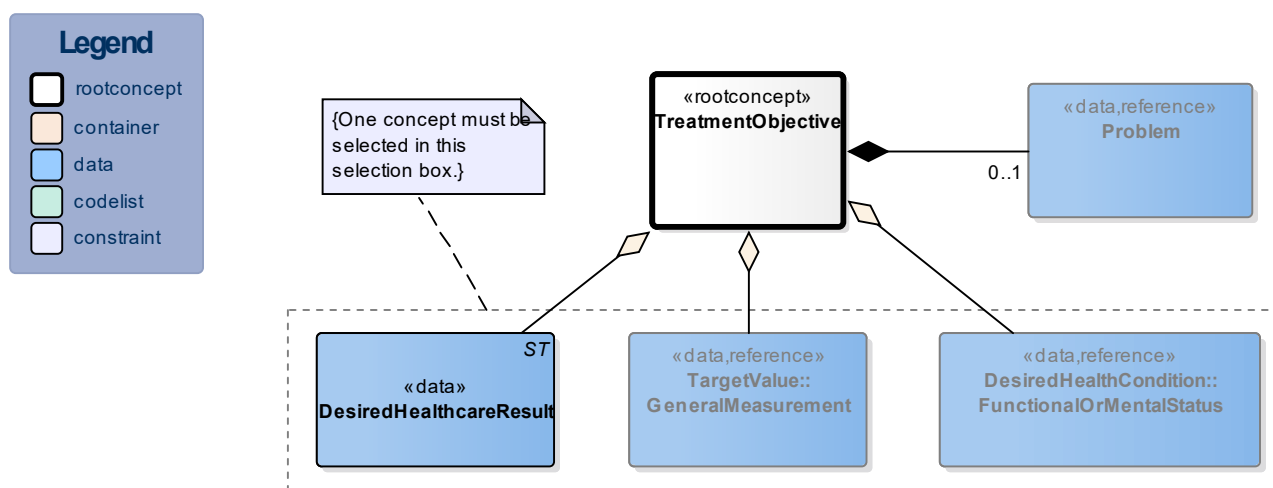 Legend
rootconcept
container
data
codelist
constraint
{One concept must be
selected in this
selection box.}
«rootconcept»
TreatmentObjective
«data,reference»
Problem
0..1
ST
«data»
DesiredHealthcareResult
«data,reference»
TargetValue::
GeneralMeasurement
«data,reference»
DesiredHealthCondition::
FunctionalOrMentalStatus